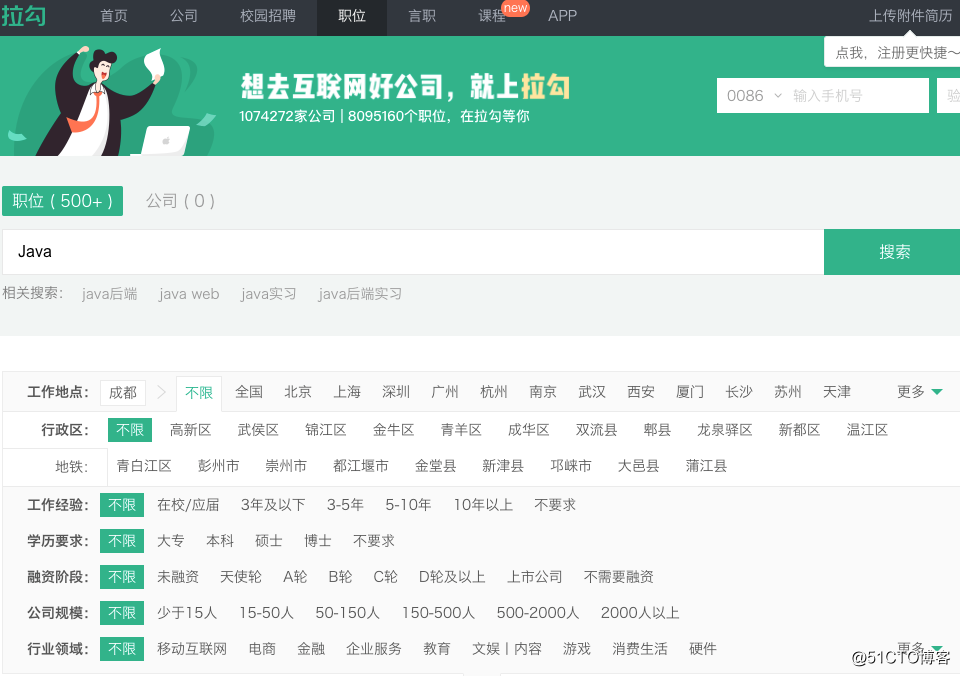 拉勾 首页 公司 校园招聘 职位 言职 课程 new APP 上传附件简历
点我，注册更快捷～
想去互联网好公司，就上拉勾
0086 输入手机号 验
1074272家公司 | 8095160个职位，在拉勾等你
职位（500+） 公司（0）
Java 搜索
相关搜索： java后端 java web java实习 java后端实习
工作地点： 成都 不限 全国 北京 上海 深圳 广州 杭州 南京 武汉 西安 厦门 长沙 苏州 天津 更多
行政区： 不限 高新区 武侯区 锦江区 金牛区 青羊区 成华区 双流县 郫县 龙泉驿区 新都区 温江区
地铁： 青白江区 彭州市 崇州市 都江堰市 金堂县 新津县 邛崃市 大邑县 蒲江县
工作经验： 不限 在校/应届 3年及以下 3-5年 5-10年 10年以上 不要求
学历要求： 不限 大专 本科 硕士 博士 不要求
融资阶段： 不限 未融资 天使轮 A轮 B轮 C轮 D轮及以上 上市公司 不需要融资
公司规模： 不限 少于15人 15-50人 50-150人 150-500人 500-2000人 2000人以上
行业领域： 不限 移动互联网 电商 金融 企业服务 教育 文娱丨内容 游戏 消费生活 硬件 更多
@51CTO博客